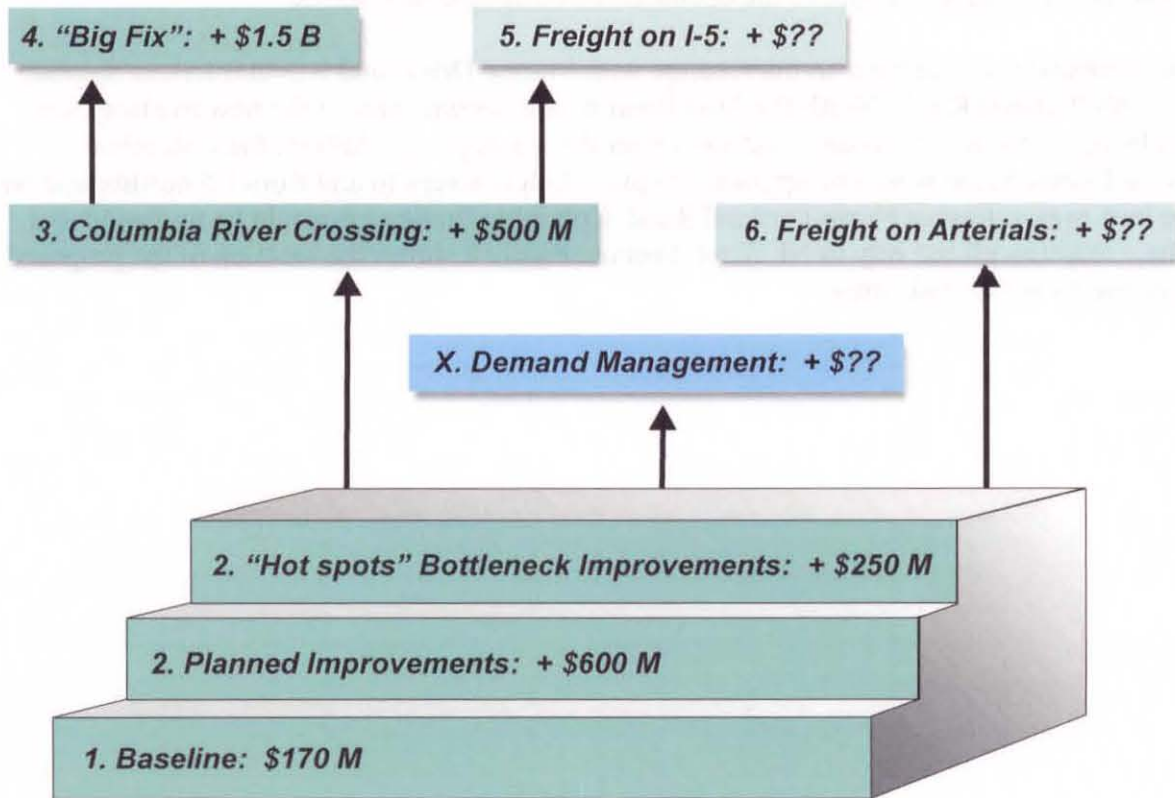 4. “Big Fix”: + $1.5 B
5. Freight on I-5: + $??
3. Columbia River Crossing: + $500 M
6. Freight on Arterials: + $??
X. Demand Management: + $??
2. “Hot spots” Bottleneck Improvements: + $250 M
2. Planned Improvements: + $600 M
1. Baseline: $170 M